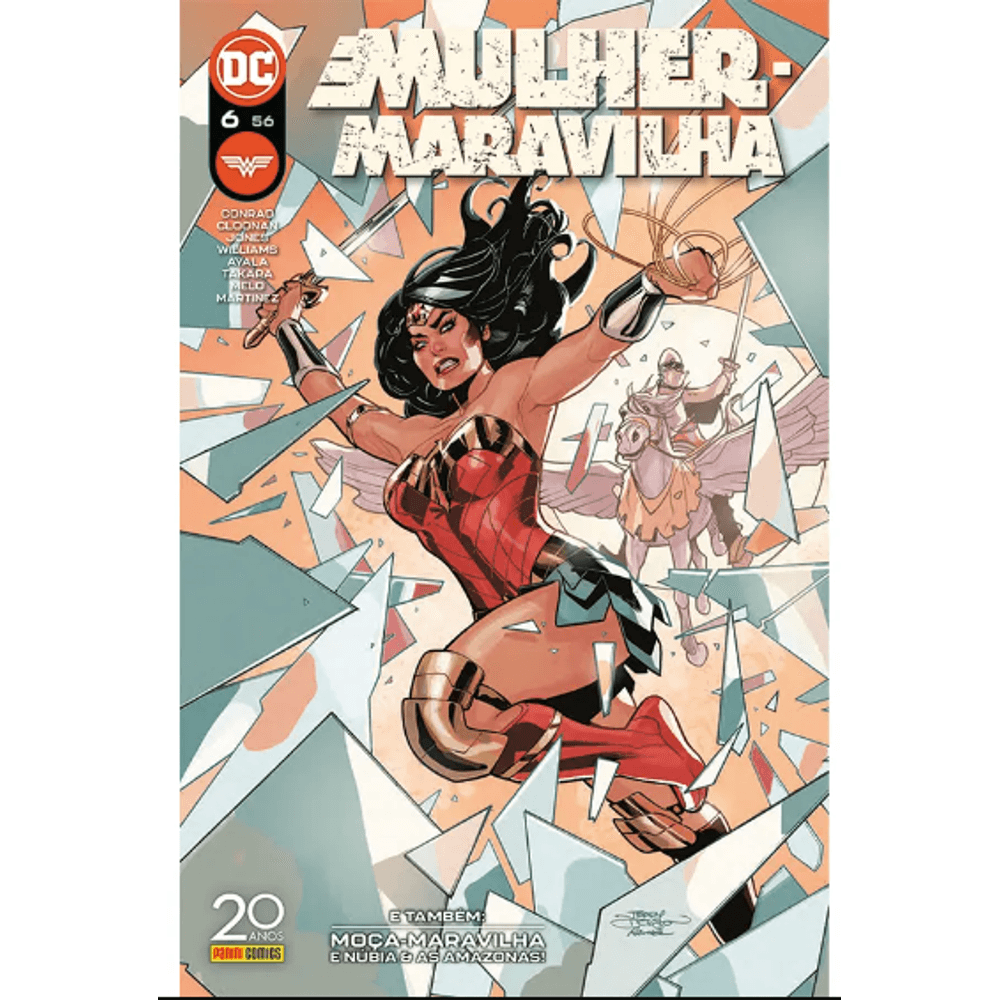 DC
MULHER-
MARAVILHA
6 56
CONRAD
CLOONAN
JONES
WILLIAMS
AYALA
TAKARA
MELO
MARTINEZ
20
ANOS
PANINI COMICS
E TAMBÉM:
MOÇA-MARAVILHA
E NÚBIA & AS AMAZONAS!